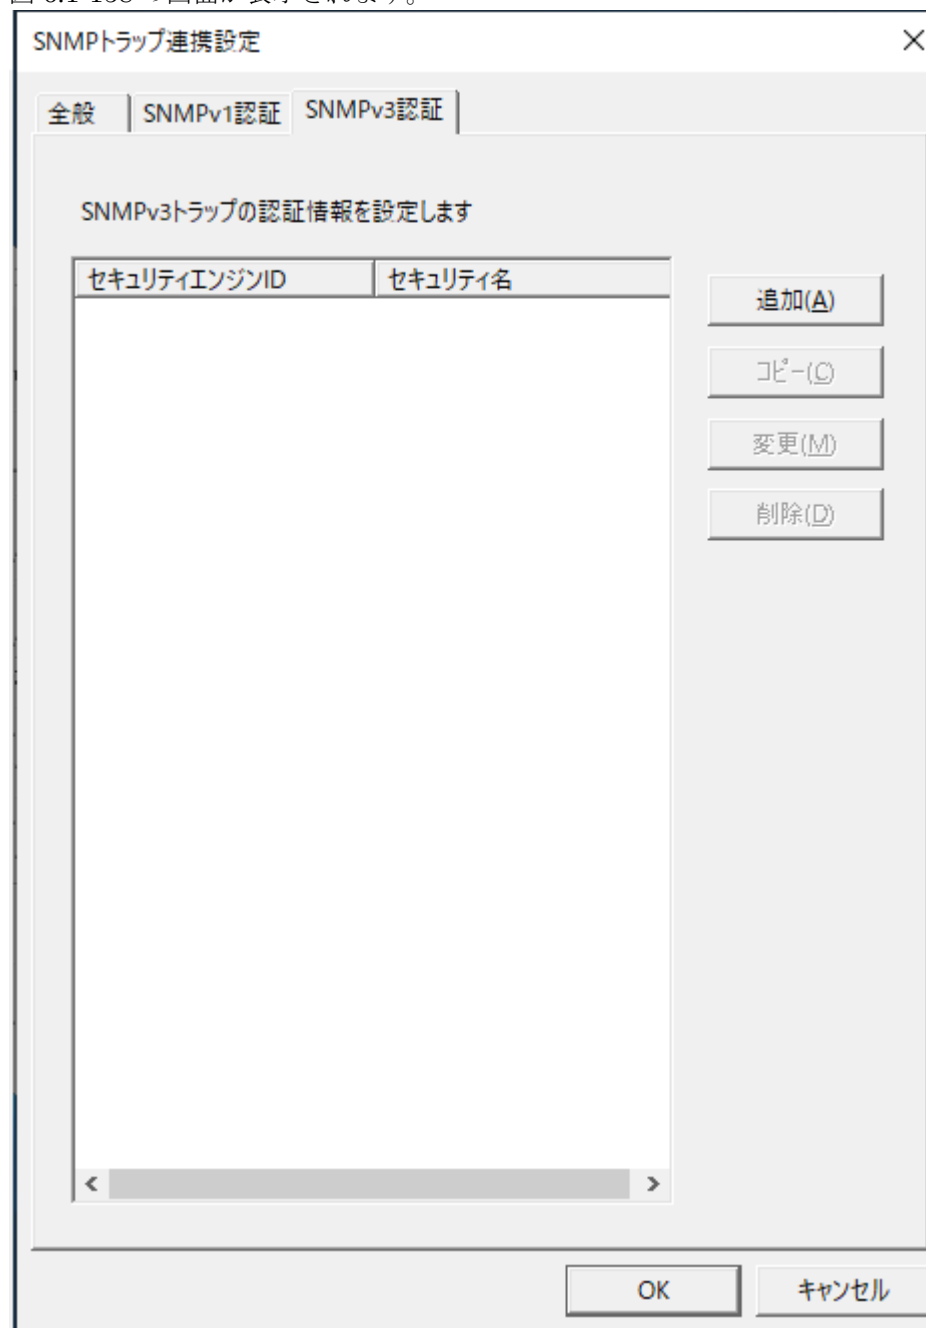 SNMPトラップ連携設定
全般 SNMPv1認証 SNMPv3認証
SNMPv3トラップの認証情報を設定します
セキュリティエンジンID セキュリティ名
追加(A)
コピー(C)
変更(M)
削除(D)
OK キャンセル